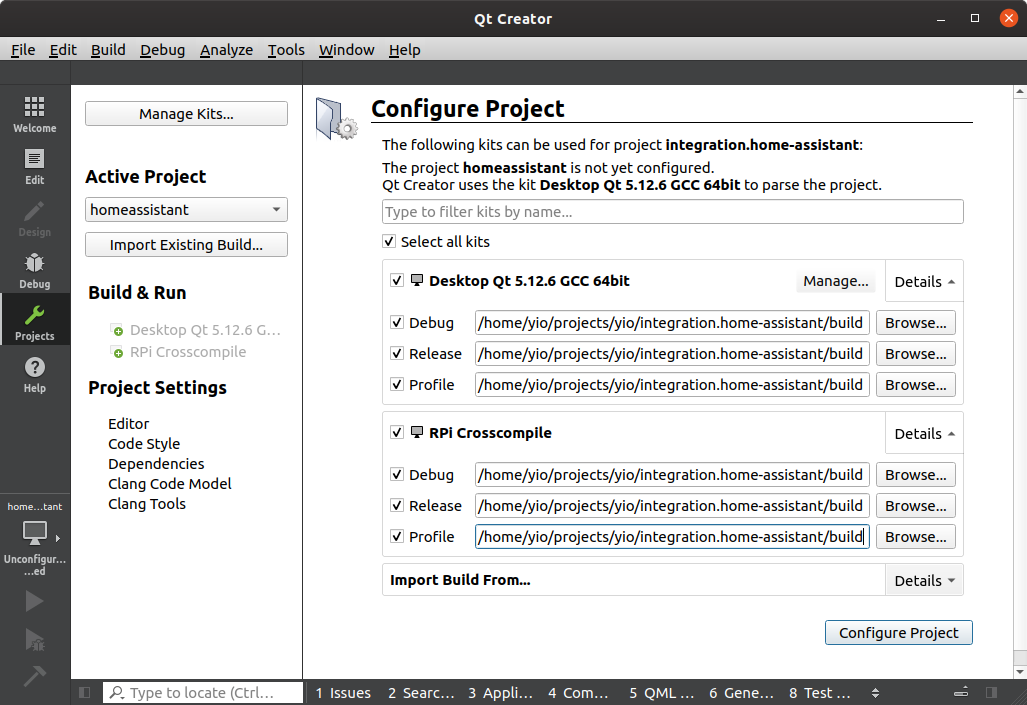 Qt Creator
File Edit Build Debug Analyze Tools Window Help
Welcome
Edit
Design
Debug
Projects
Help
home...tant
Unconfigur...
...ed
Manage Kits...
Active Project
homeassistant
Import Existing Build...
Build & Run
Desktop Qt 5.12.6 G...
RPi Crosscompile
Project Settings
Editor
Code Style
Dependencies
Clang Code Model
Clang Tools
Configure Project
The following kits can be used for project integration.home-assistant:
The project homeassistant is not yet configured.
Qt Creator uses the kit Desktop Qt 5.12.6 GCC 64bit to parse the project.
Type to filter kits by name...
Select all kits
Desktop Qt 5.12.6 GCC 64bit Manage... Details
Debug /home/yio/projects/yio/integration.home-assistant/build Browse...
Release /home/yio/projects/yio/integration.home-assistant/build Browse...
Profile /home/yio/projects/yio/integration.home-assistant/build Browse...
RPi Crosscompile Details
Debug /home/yio/projects/yio/integration.home-assistant/build Browse...
Release /home/yio/projects/yio/integration.home-assistant/build Browse...
Profile /home/yio/projects/yio/integration.home-assistant/build Browse...
Import Build From... Details
Configure Project
Type to locate (Ctrl... 1 Issues 2 Searc... 3 Appli... 4 Com... 5 QML ... 6 Gene... 8 Test ...